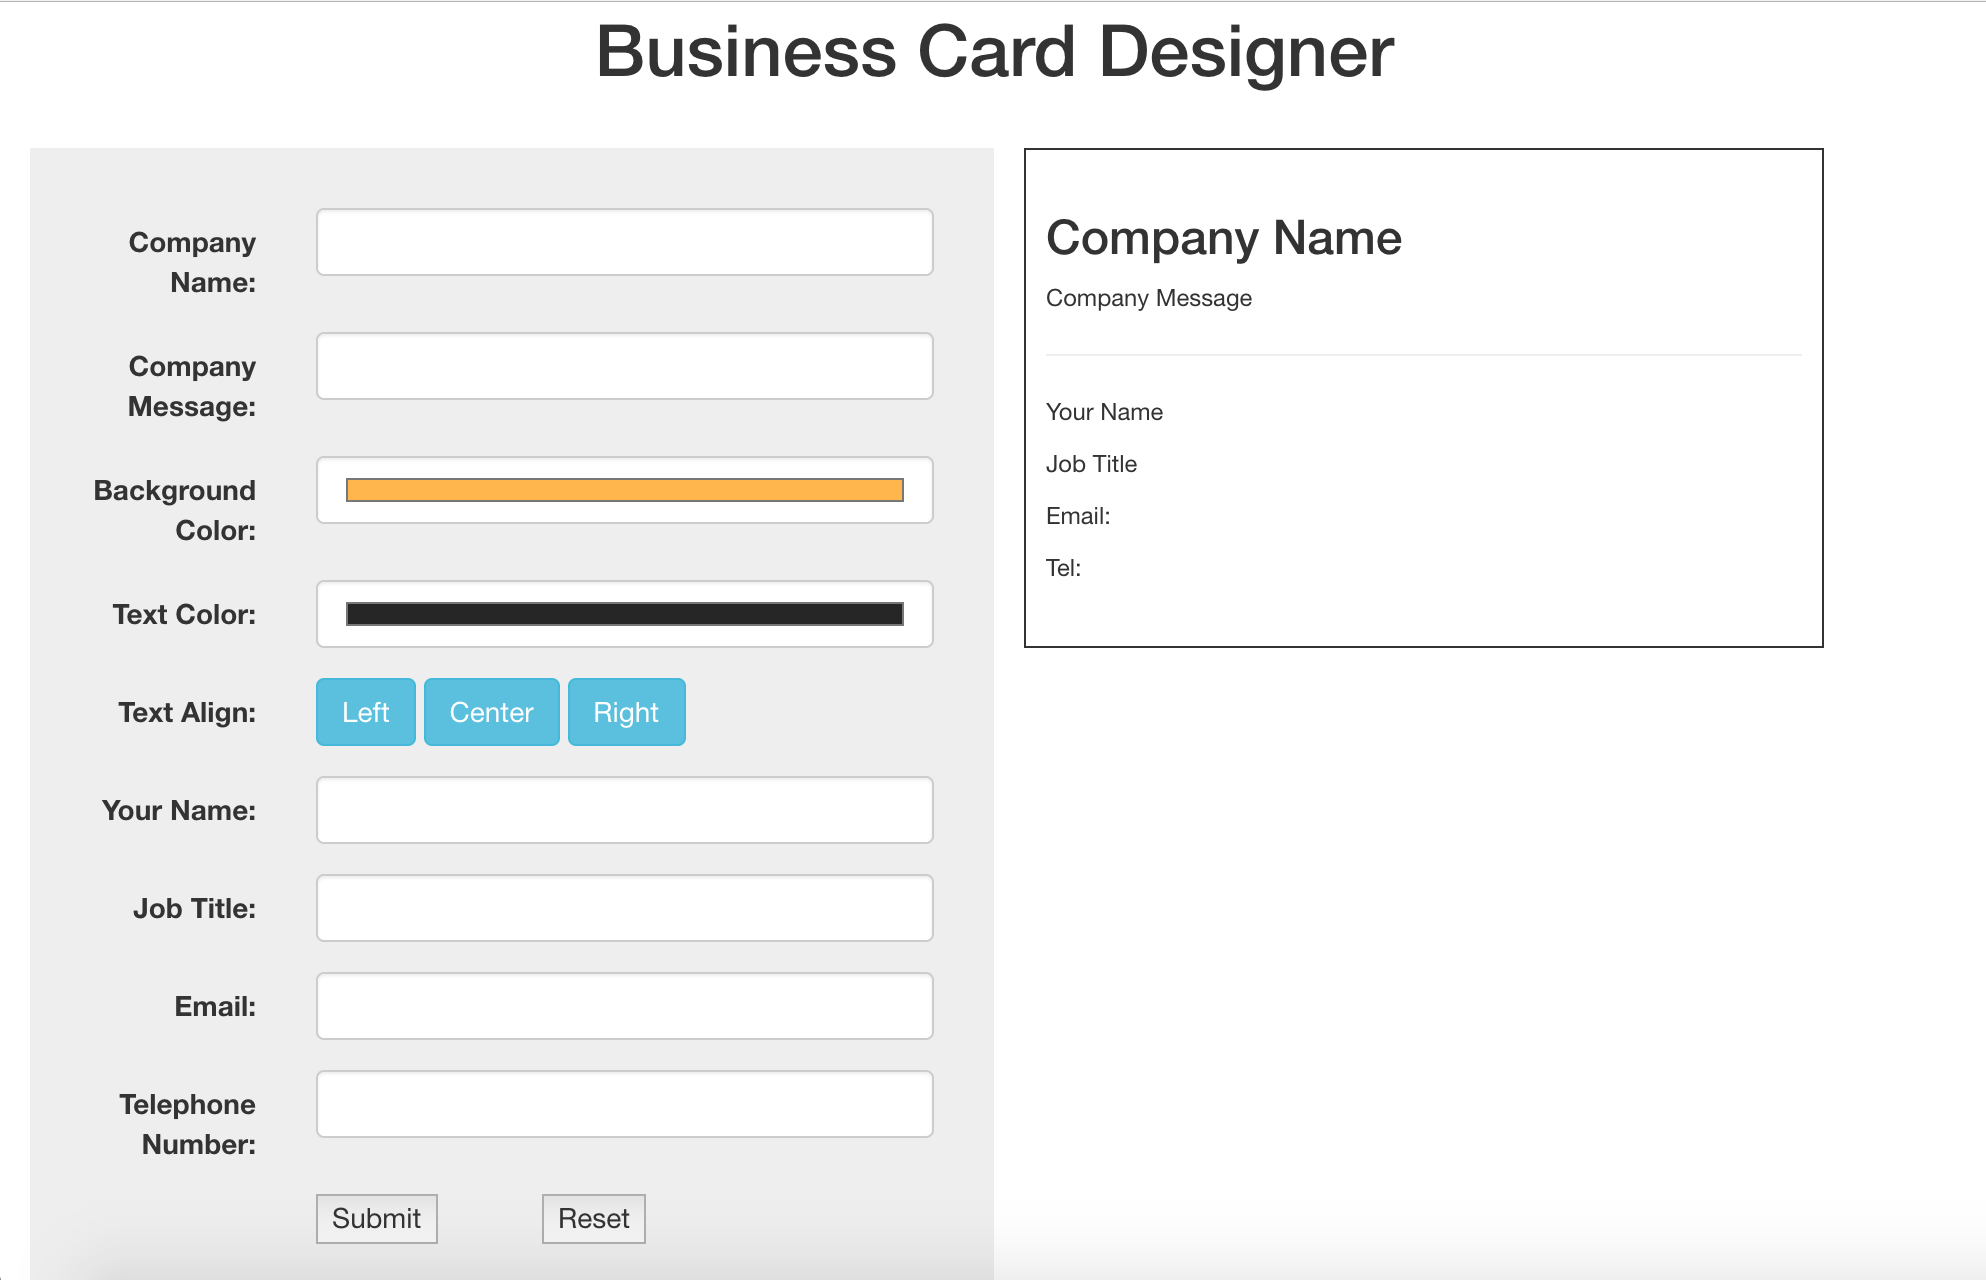 Business Card Designer
Company
Name:
Company
Message:
Background
Color:
Text Color:
Text Align:
Left Center Right
Your Name:
Job Title:
Email:
Telephone
Number:
Submit Reset
Company Name
Company Message
Your Name
Job Title
Email:
Tel: